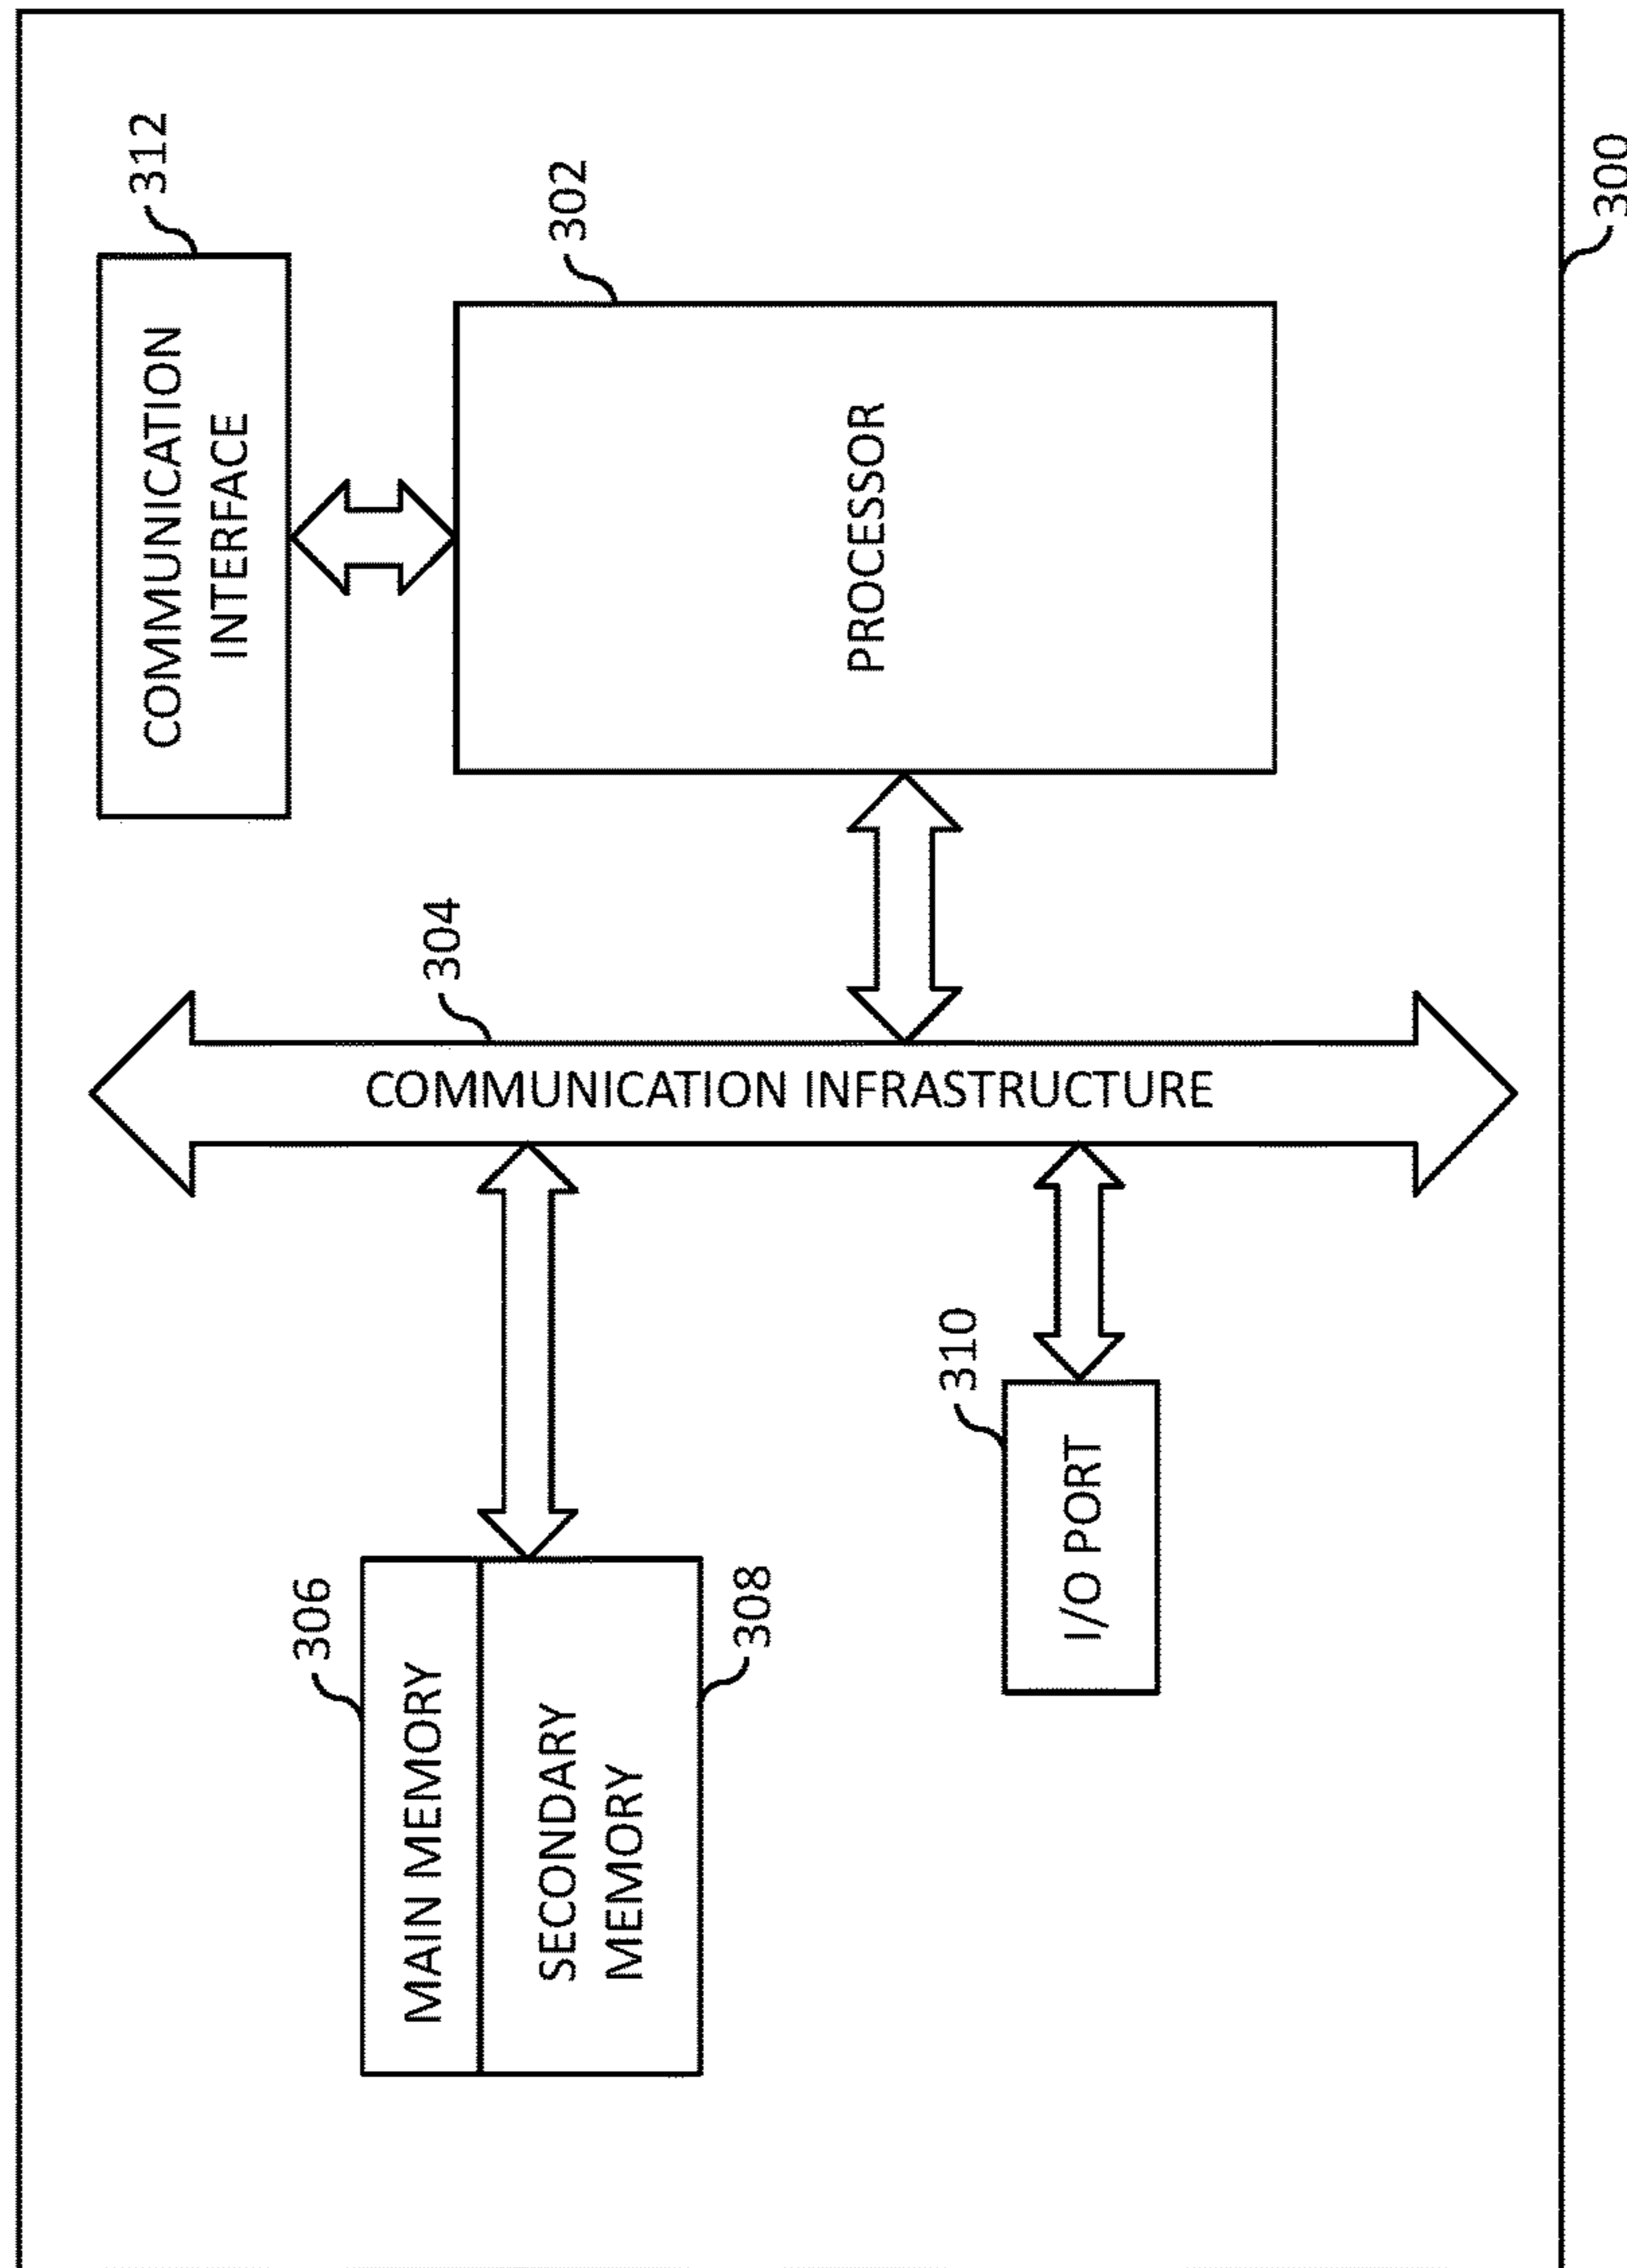 306
MAIN MEMORY
SECONDARY
MEMORY
308
310
I/O PORT
304
COMMUNICATION INFRASTRUCTURE
312
COMMUNICATION
INTERFACE
302
PROCESSOR
300